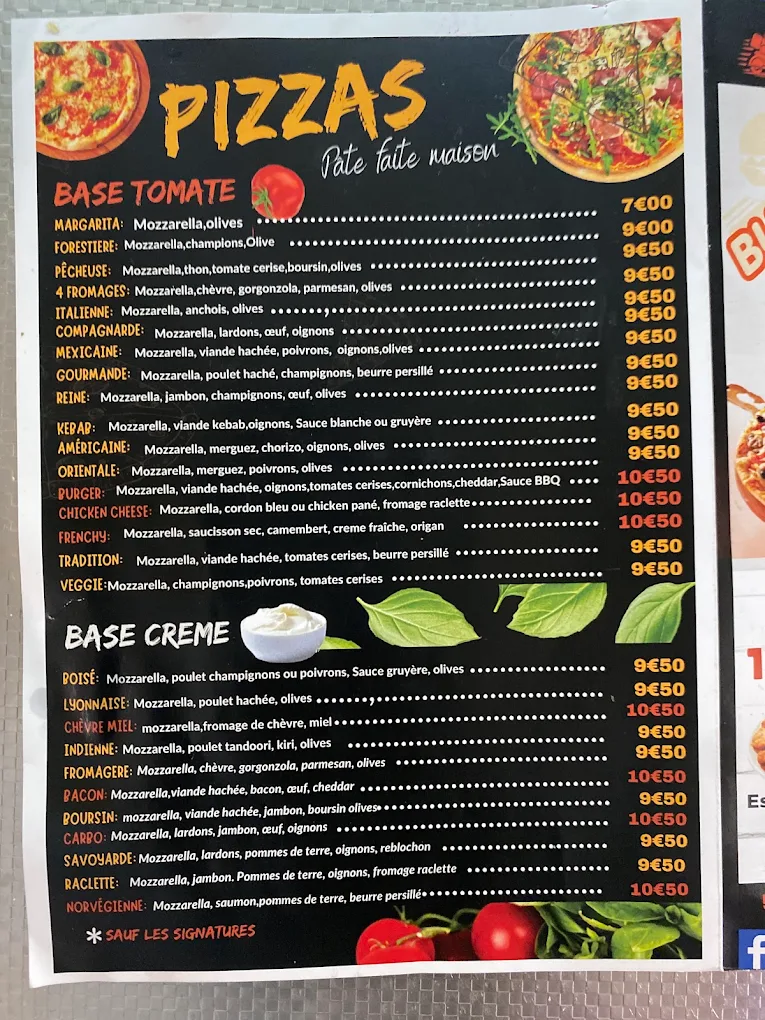 PIZZAS
Pâte faite maison
BASE TOMATE
MARGARITA: Mozzarella,olives 7€00
FORESTIERE: Mozzarella,champions,Olive 9€00
PÊCHEUSE: Mozzarella,thon,tomate cerise,boursin,olives 9€50
4 FROMAGES: Mozzarella,chèvre, gorgonzola, parmesan, olives 9€50
ITALIENNE: Mozzarella, anchois, olives 9€50
COMPAGNARDE: Mozzarella, lardons, œuf, oignons 9€50
MEXICAINE: Mozzarella, viande hachée, poivrons, oignons,olives 9€50
GOURMANDE: Mozzarella, poulet haché, champignons, beurre persillé 9€50
REINE: Mozzarella, jambon, champignons, œuf, olives 9€50
KEBAB: Mozzarella, viande kebab,oignons, Sauce blanche ou gruyère 9€50
AMÉRICAINE: Mozzarella, merguez, chorizo, oignons, olives 9€50
ORIENTALE: Mozzarella, merguez, poivrons, olives 9€50
BURGER: Mozzarella, viande hachée, oignons,tomates cerises,cornichons,cheddar,Sauce BBQ 10€50
CHICKEN CHEESE: Mozzarella, cordon bleu ou chicken pané, fromage raclette 10€50
FRENCHY: Mozzarella, saucisson sec, camembert, creme fraîche, origan 10€50
TRADITION: Mozzarella, viande hachée, tomates cerises, beurre persillé 9€50
VEGGIE:Mozzarella, champignons,poivrons, tomates cerises 9€50
BASE CREME
BOISÉ: Mozzarella, poulet champignons ou poivrons, Sauce gruyère, olives 9€50
LYONNAISE: Mozzarella, poulet hachée, olives 9€50
CHÈVRE MIEL: mozzarella,fromage de chèvre, miel 10€50
INDIENNE: Mozzarella, poulet tandoori, kiri, olives 9€50
FROMAGERE: Mozzarella, chèvre, gorgonzola, parmesan, olives 9€50
BACON: Mozzarella,viande hachée, bacon, œuf, cheddar 10€50
BOURSIN: mozzarella, viande hachée, jambon, boursin olives 9€50
CARBO: Mozzarella, lardons, jambon, œuf, oignons 10€50
SAVOYARDE: Mozzarella, lardons, pommes de terre, oignons, reblochon 9€50
RACLETTE: Mozzarella, jambon. Pommes de terre, oignons, fromage raclette 9€50
NORVÉGIENNE: Mozzarella, saumon,pommes de terre, beurre persillé 10€50
* SAUF LES SIGNATURES